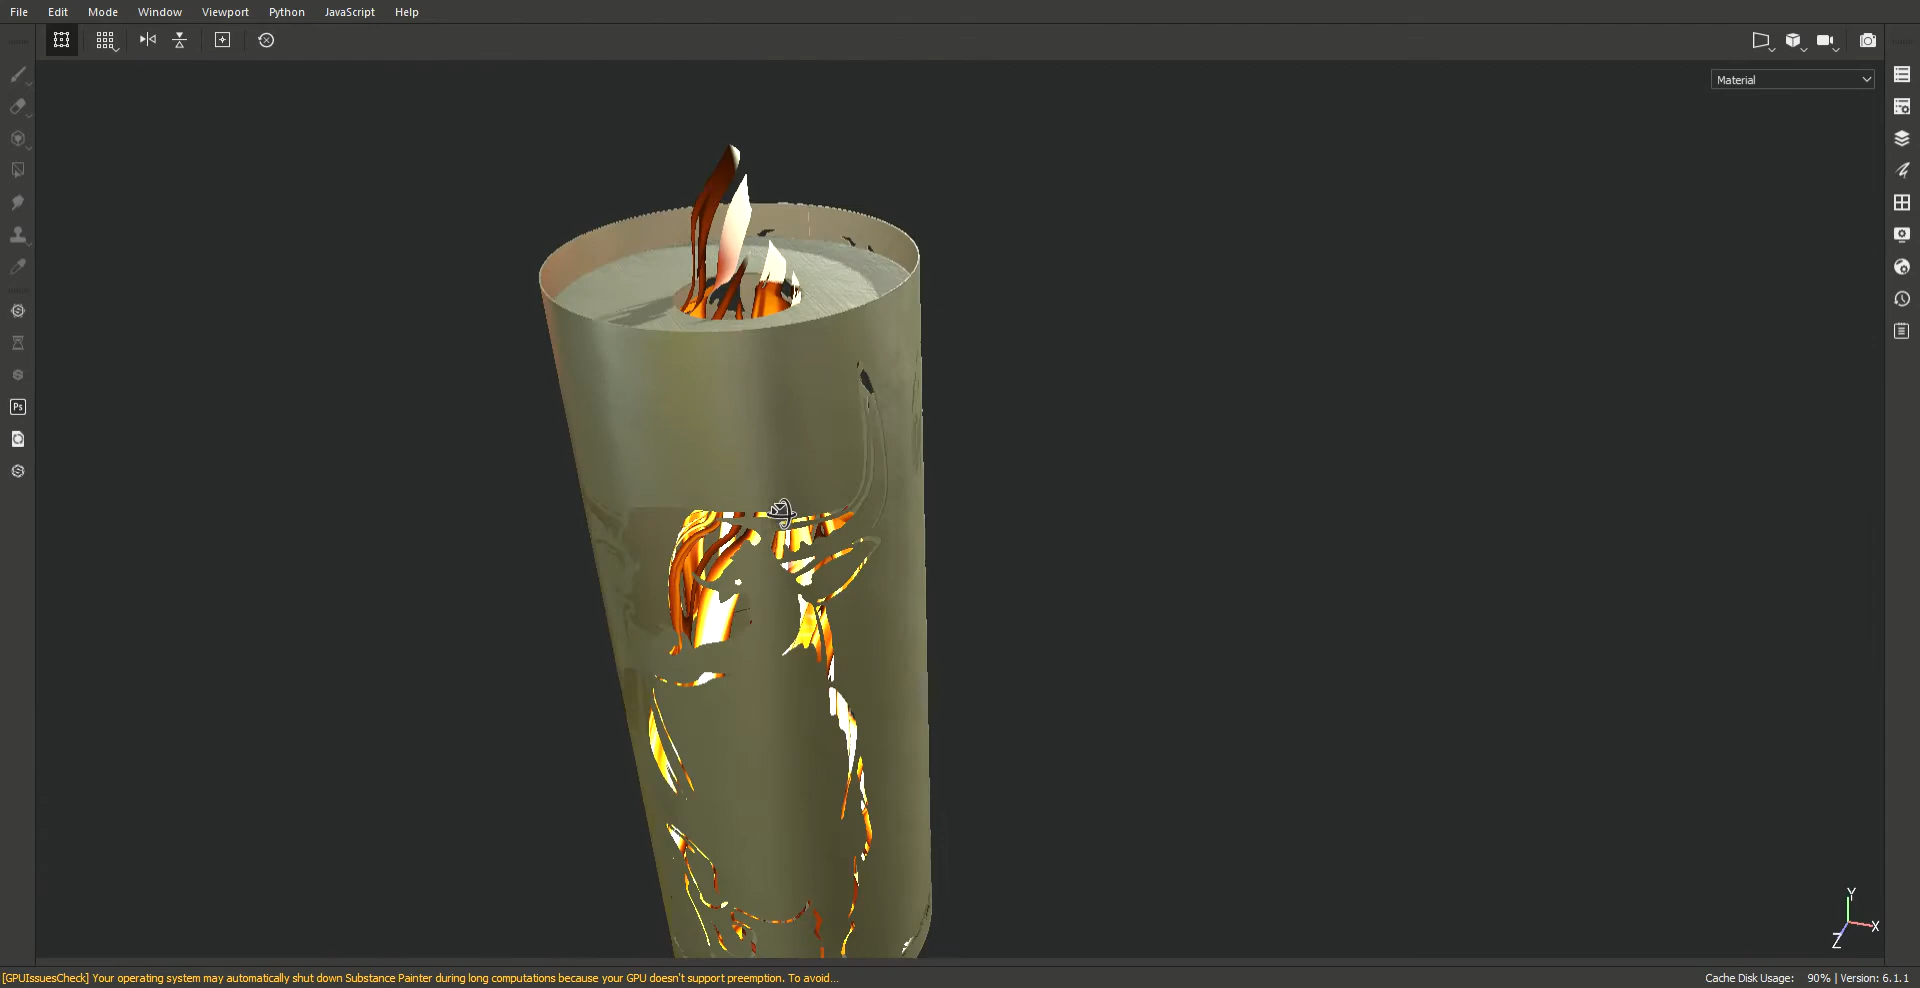 File Edit Mode Window Viewport Python JavaScript Help
Material
Ps
Y
X
Z
[GPUIssuesCheck] Your operating system may automatically shut down Substance Painter during long computations because your GPU doesn't support preemption. To avoid...
Cache Disk Usage: 90% | Version: 6.1.1